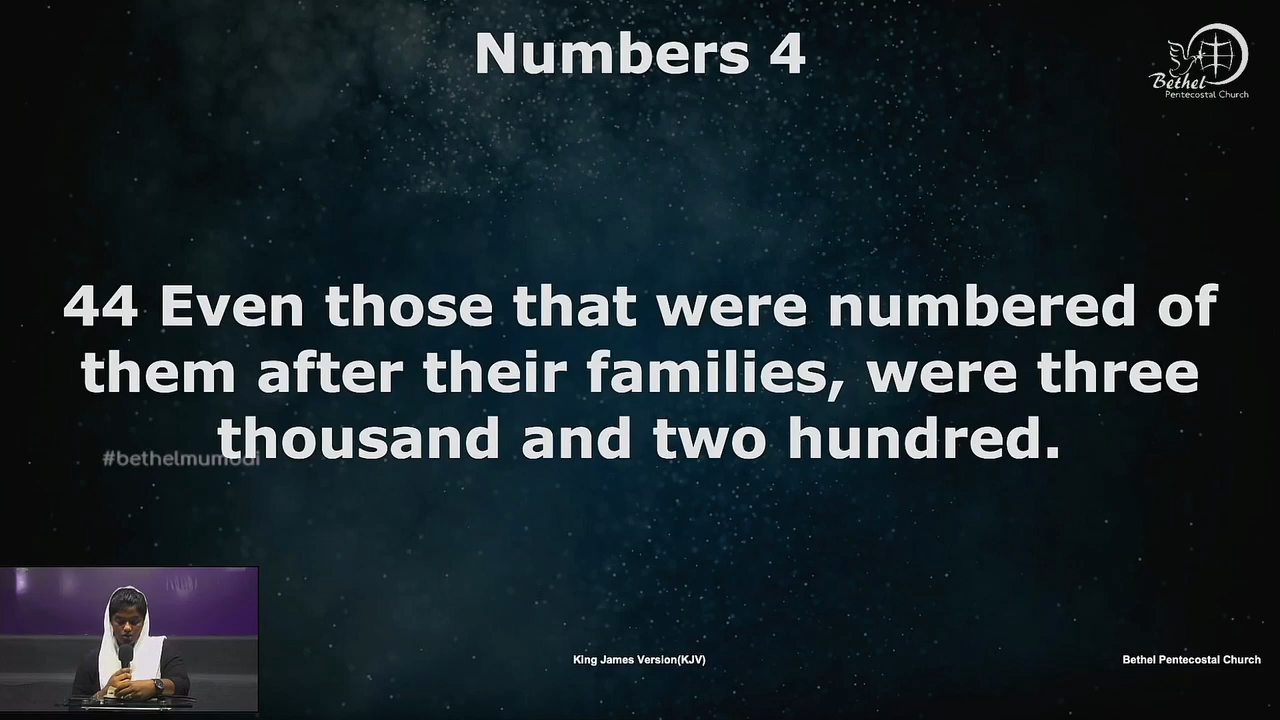 Numbers 4
Bethel
Pentecostal Church
44 Even those that were numbered of
them after their families, were three
thousand and two hundred.
#bethelmumbai
King James Version(KJV)
Bethel Pentecostal Church